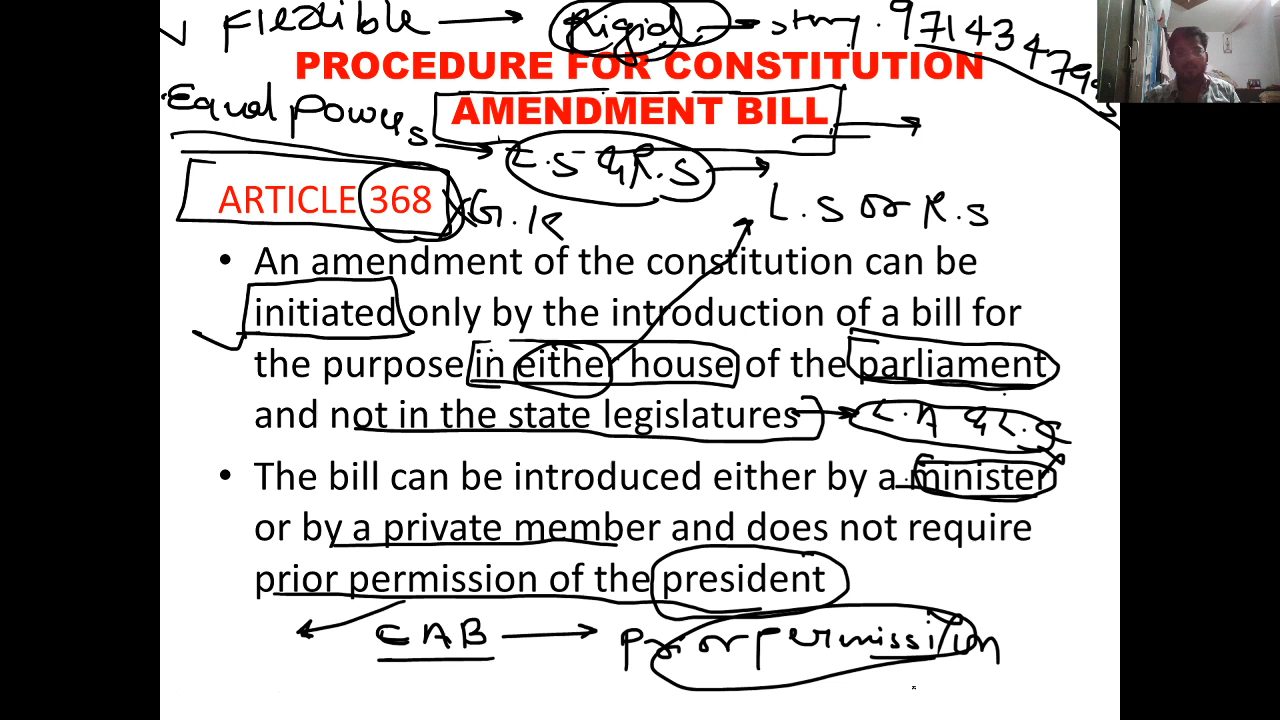 Flexible → Rigid → strong. 971434794
PROCEDURE FOR CONSTITUTION
Equal Powers
AMENDMENT BILL
L.S & R.S
ARTICLE 368
L.S or R.S
• An amendment of the constitution can be
initiated only by the introduction of a bill for
the purpose in either house of the parliament
and not in the state legislatures
L.A & L.C
• The bill can be introduced either by a minister
or by a private member and does not require
prior permission of the president
CAB → prior permission